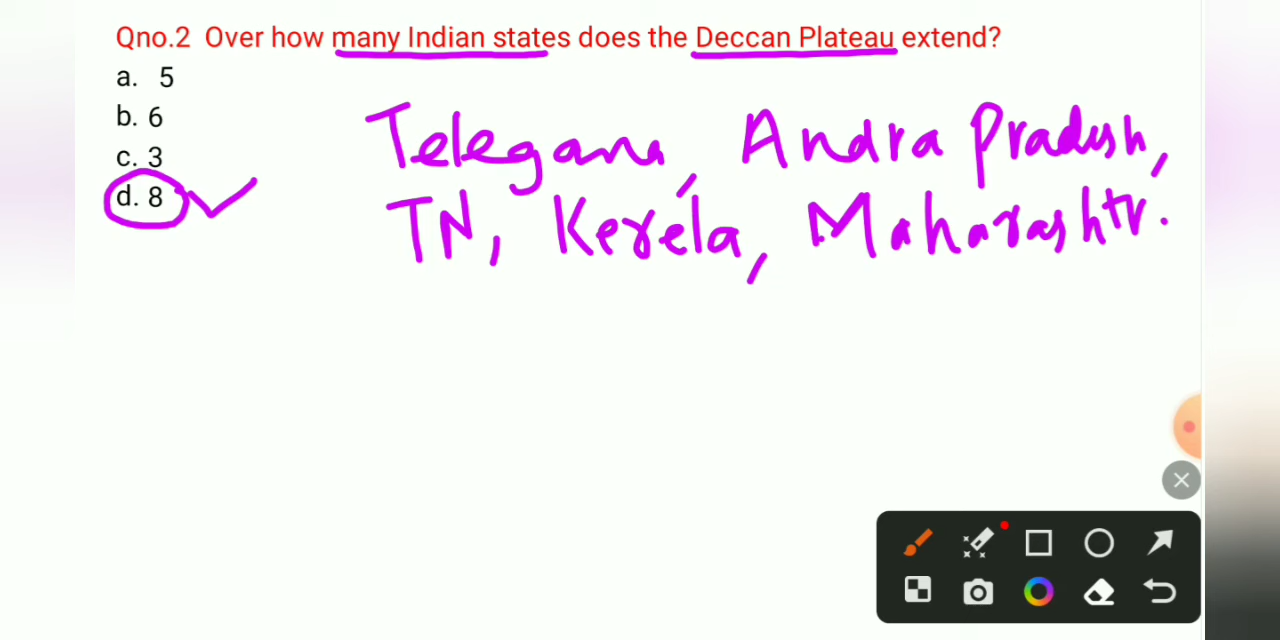 Qno.2 Over how many Indian states does the Deccan Plateau extend?
a. 5
b. 6
c. 3
d. 8
Telegana, Andra Pradesh,
TN, Kerela, Maharashtr.